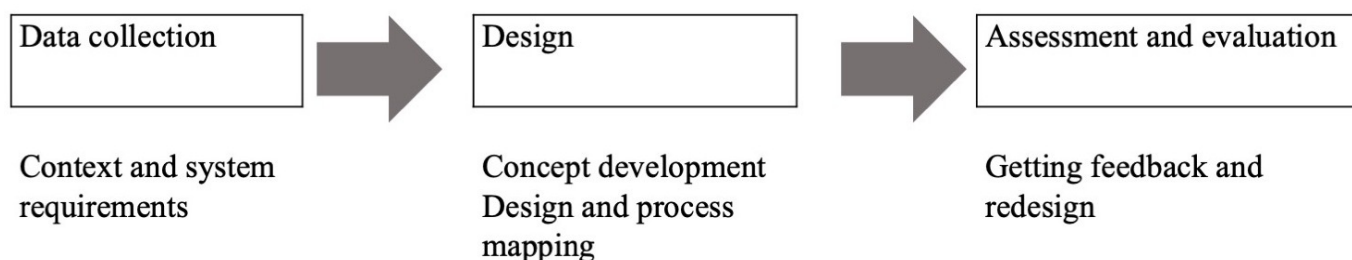 Data collection
Design
Assessment and evaluation
Context and system
requirements
Concept development
Design and process
mapping
Getting feedback and
redesign